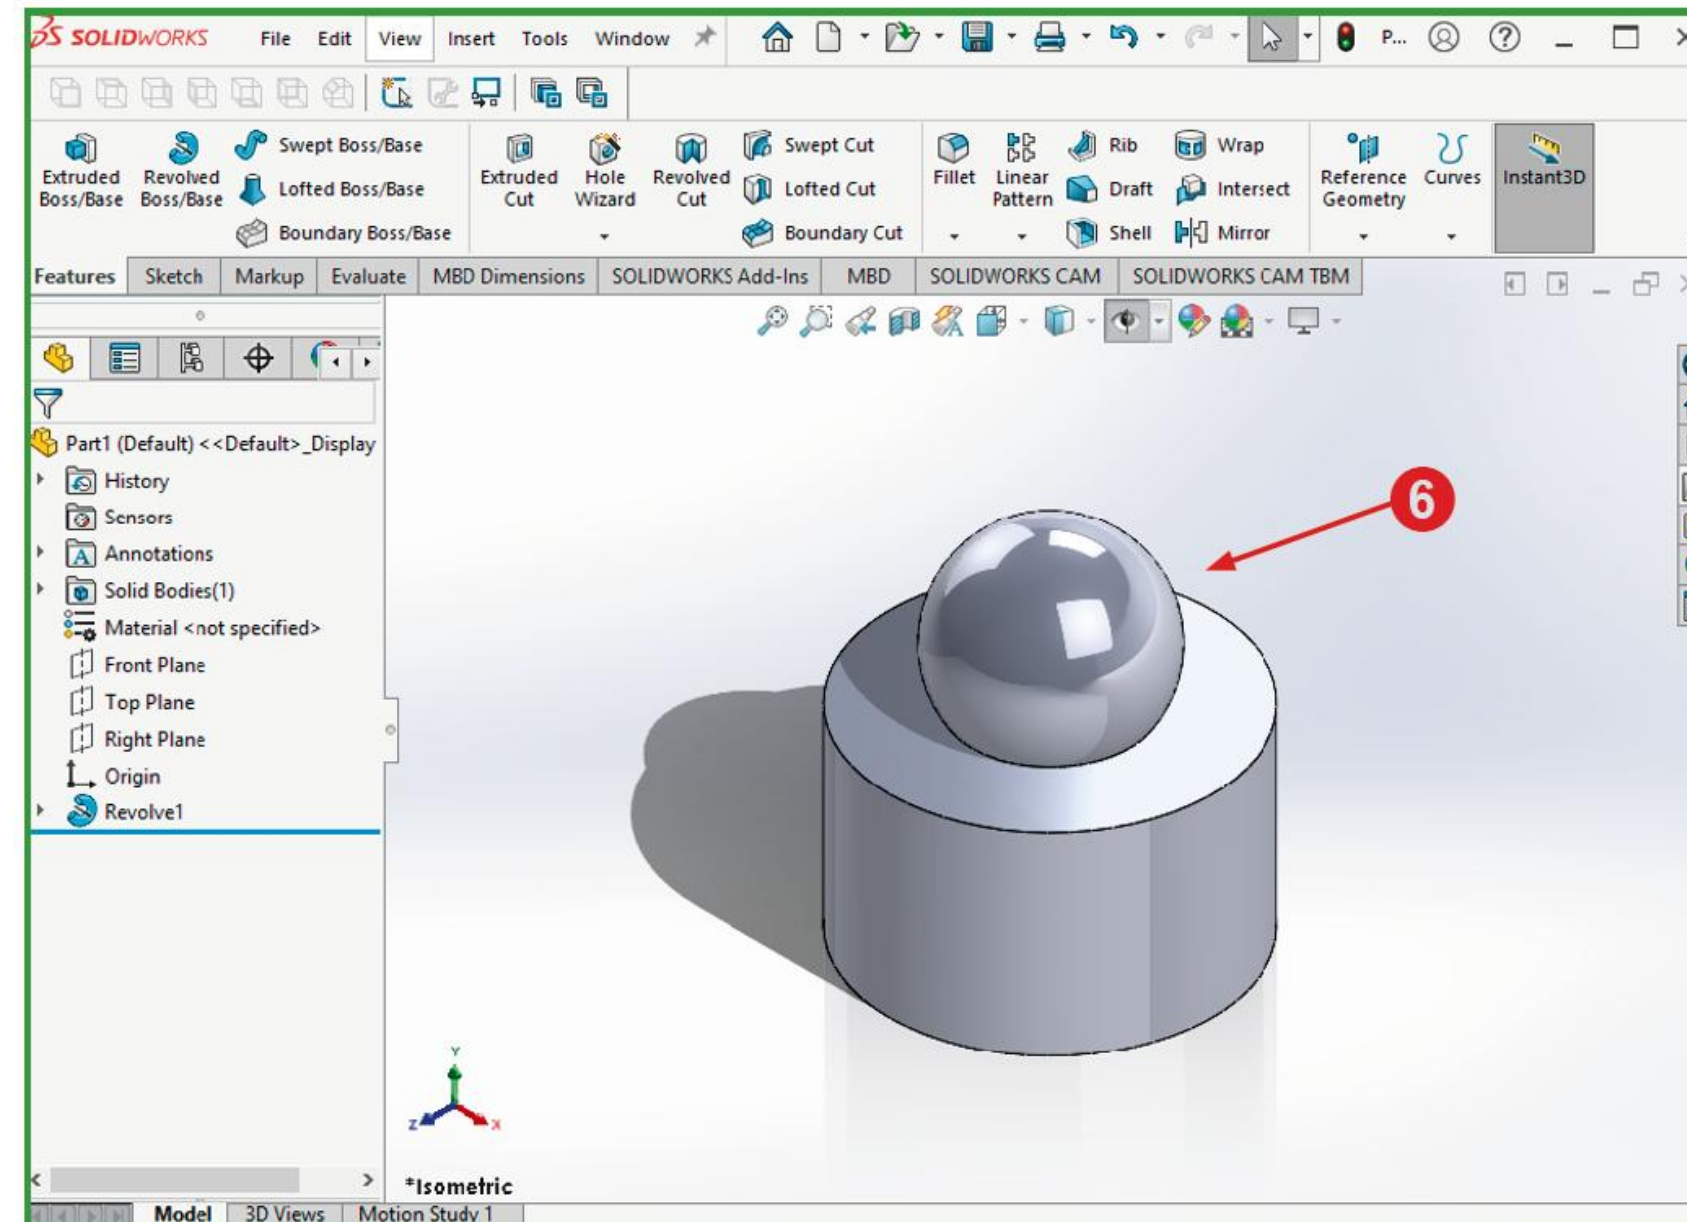 SOLIDWORKS File Edit View Insert Tools Window P...
Extruded Boss/Base
Revolved Boss/Base
Swept Boss/Base
Lofted Boss/Base
Boundary Boss/Base
Extruded Cut
Hole Wizard
Revolved Cut
Swept Cut
Lofted Cut
Boundary Cut
Fillet
Linear Pattern
Rib
Draft
Shell
Wrap
Intersect
Mirror
Reference Geometry
Curves
Instant3D
Features Sketch Markup Evaluate MBD Dimensions SOLIDWORKS Add-Ins MBD SOLIDWORKS CAM SOLIDWORKS CAM TBM
Part1 (Default) <<Default>_Display
History
Sensors
Annotations
Solid Bodies(1)
Material <not specified>
Front Plane
Top Plane
Right Plane
Origin
Revolve1
6
Y
Z
X
*Isometric
Model 3D Views Motion Study 1